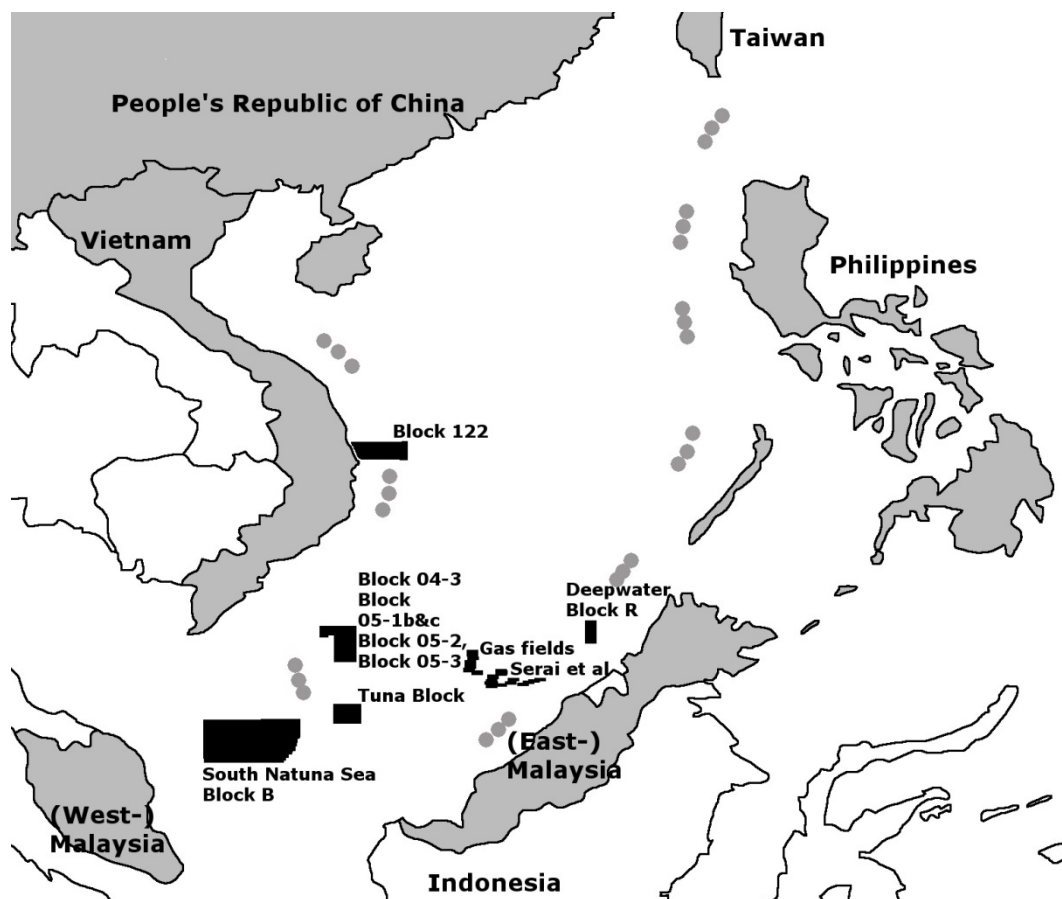 Taiwan
People's Republic of China
Vietnam
Philippines
Block 122
Block 04-3
Block
05-1b&c
Block 05-2,
Block 05-3
Deepwater
Block R
Gas fields
Serai et al
Tuna Block
South Natuna Sea
Block B
(East-)
Malaysia
(West-)
Malaysia
Indonesia